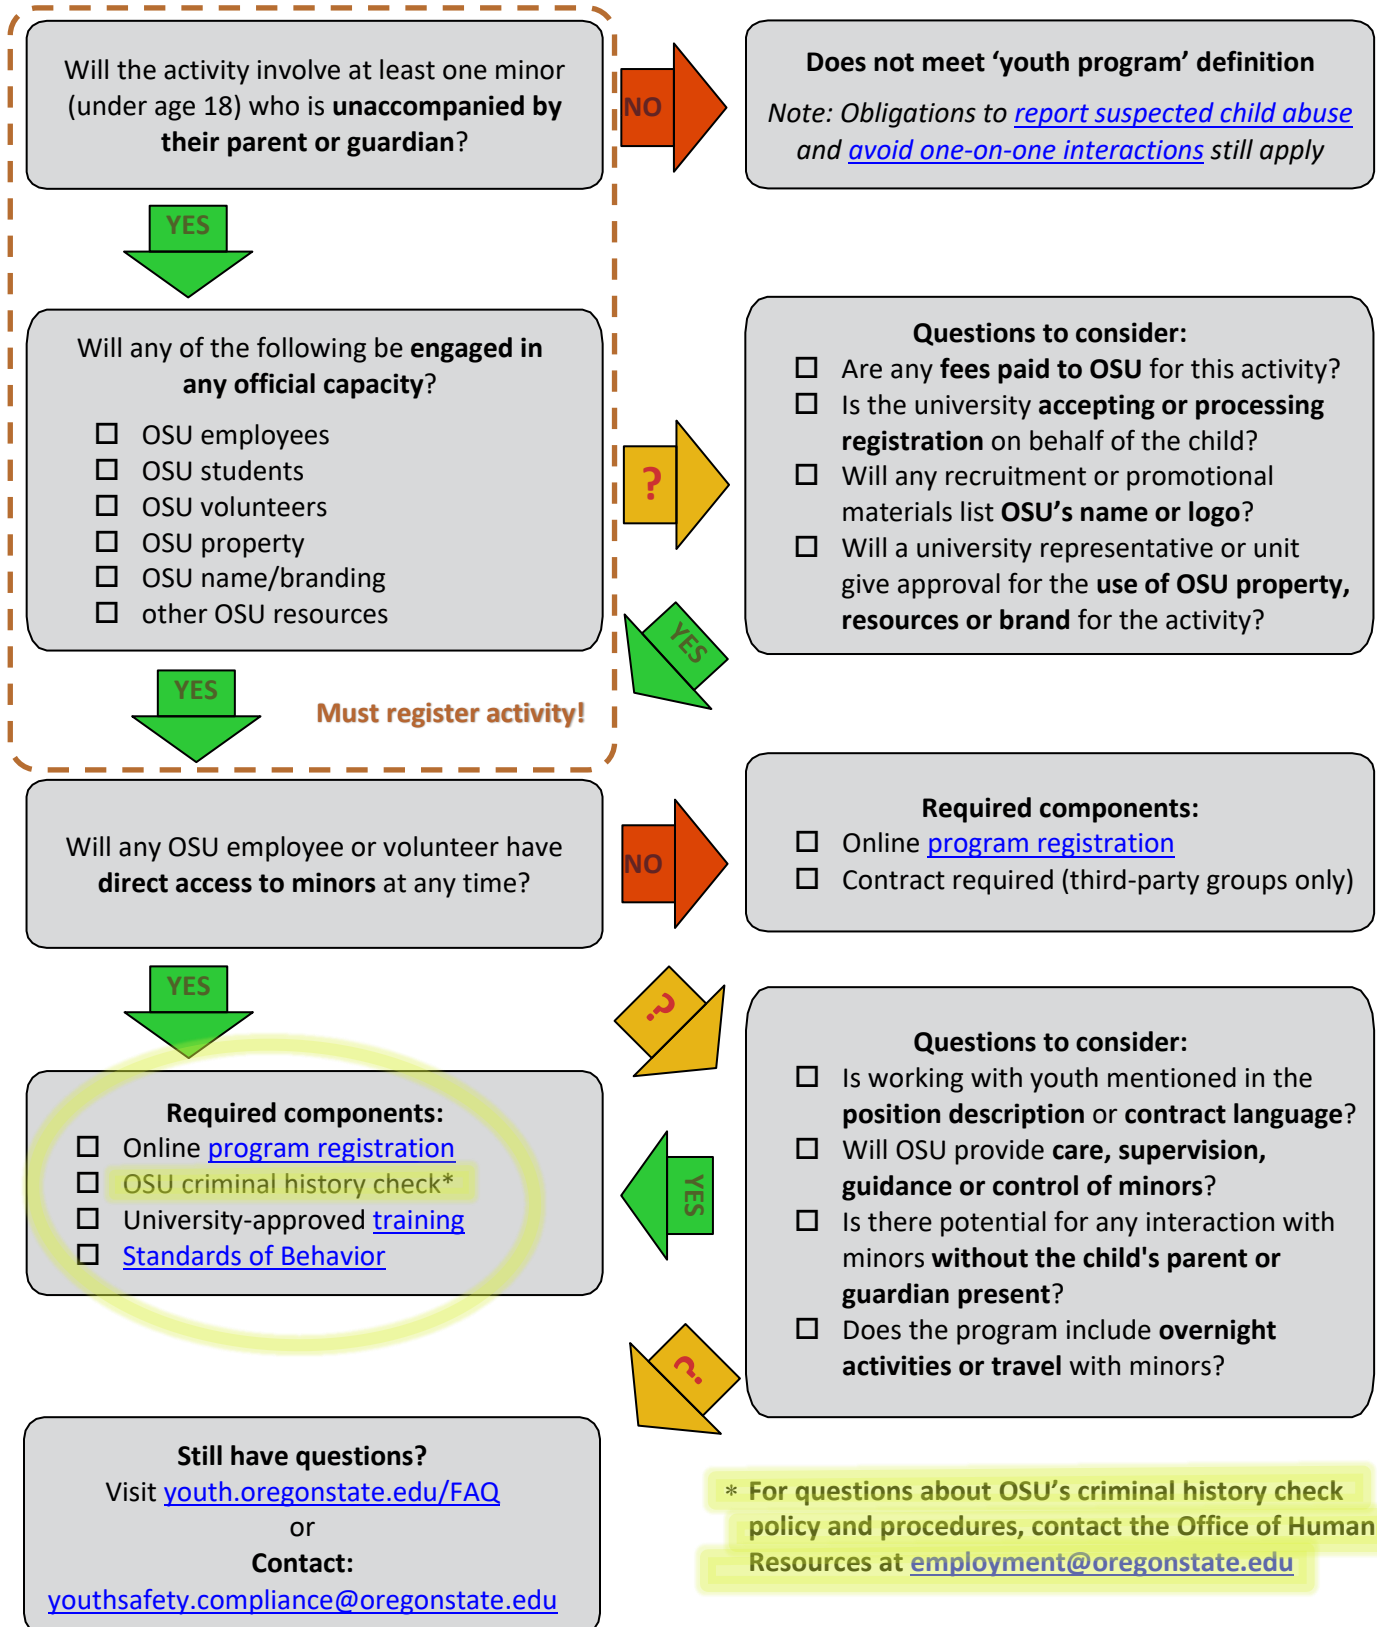 Will the activity involve at least one minor
(under age 18) who is unaccompanied by
their parent or guardian?
NO
Does not meet ‘youth program’ definition
Note: Obligations to report suspected child abuse
and avoid one-on-one interactions still apply
YES
Will any of the following be engaged in
any official capacity?
☐ OSU employees
☐ OSU students
☐ OSU volunteers
☐ OSU property
☐ OSU name/branding
☐ other OSU resources
?
Questions to consider:
☐ Are any fees paid to OSU for this activity?
☐ Is the university accepting or processing
registration on behalf of the child?
☐ Will any recruitment or promotional
materials list OSU’s name or logo?
☐ Will a university representative or unit
give approval for the use of OSU property,
resources or brand for the activity?
YES
YES
Must register activity!
Will any OSU employee or volunteer have
direct access to minors at any time?
NO
Required components:
☐ Online program registration
☐ Contract required (third-party groups only)
YES
?
Required components:
☐ Online program registration
☐ OSU criminal history check*
☐ University-approved training
☐ Standards of Behavior
YES
Questions to consider:
☐ Is working with youth mentioned in the
position description or contract language?
☐ Will OSU provide care, supervision,
guidance or control of minors?
☐ Is there potential for any interaction with
minors without the child's parent or
guardian present?
☐ Does the program include overnight
activities or travel with minors?
?
Still have questions?
Visit youth.oregonstate.edu/FAQ
or
Contact:
youthsafety.compliance@oregonstate.edu
* For questions about OSU’s criminal history check
policy and procedures, contact the Office of Human
Resources at employment@oregonstate.edu